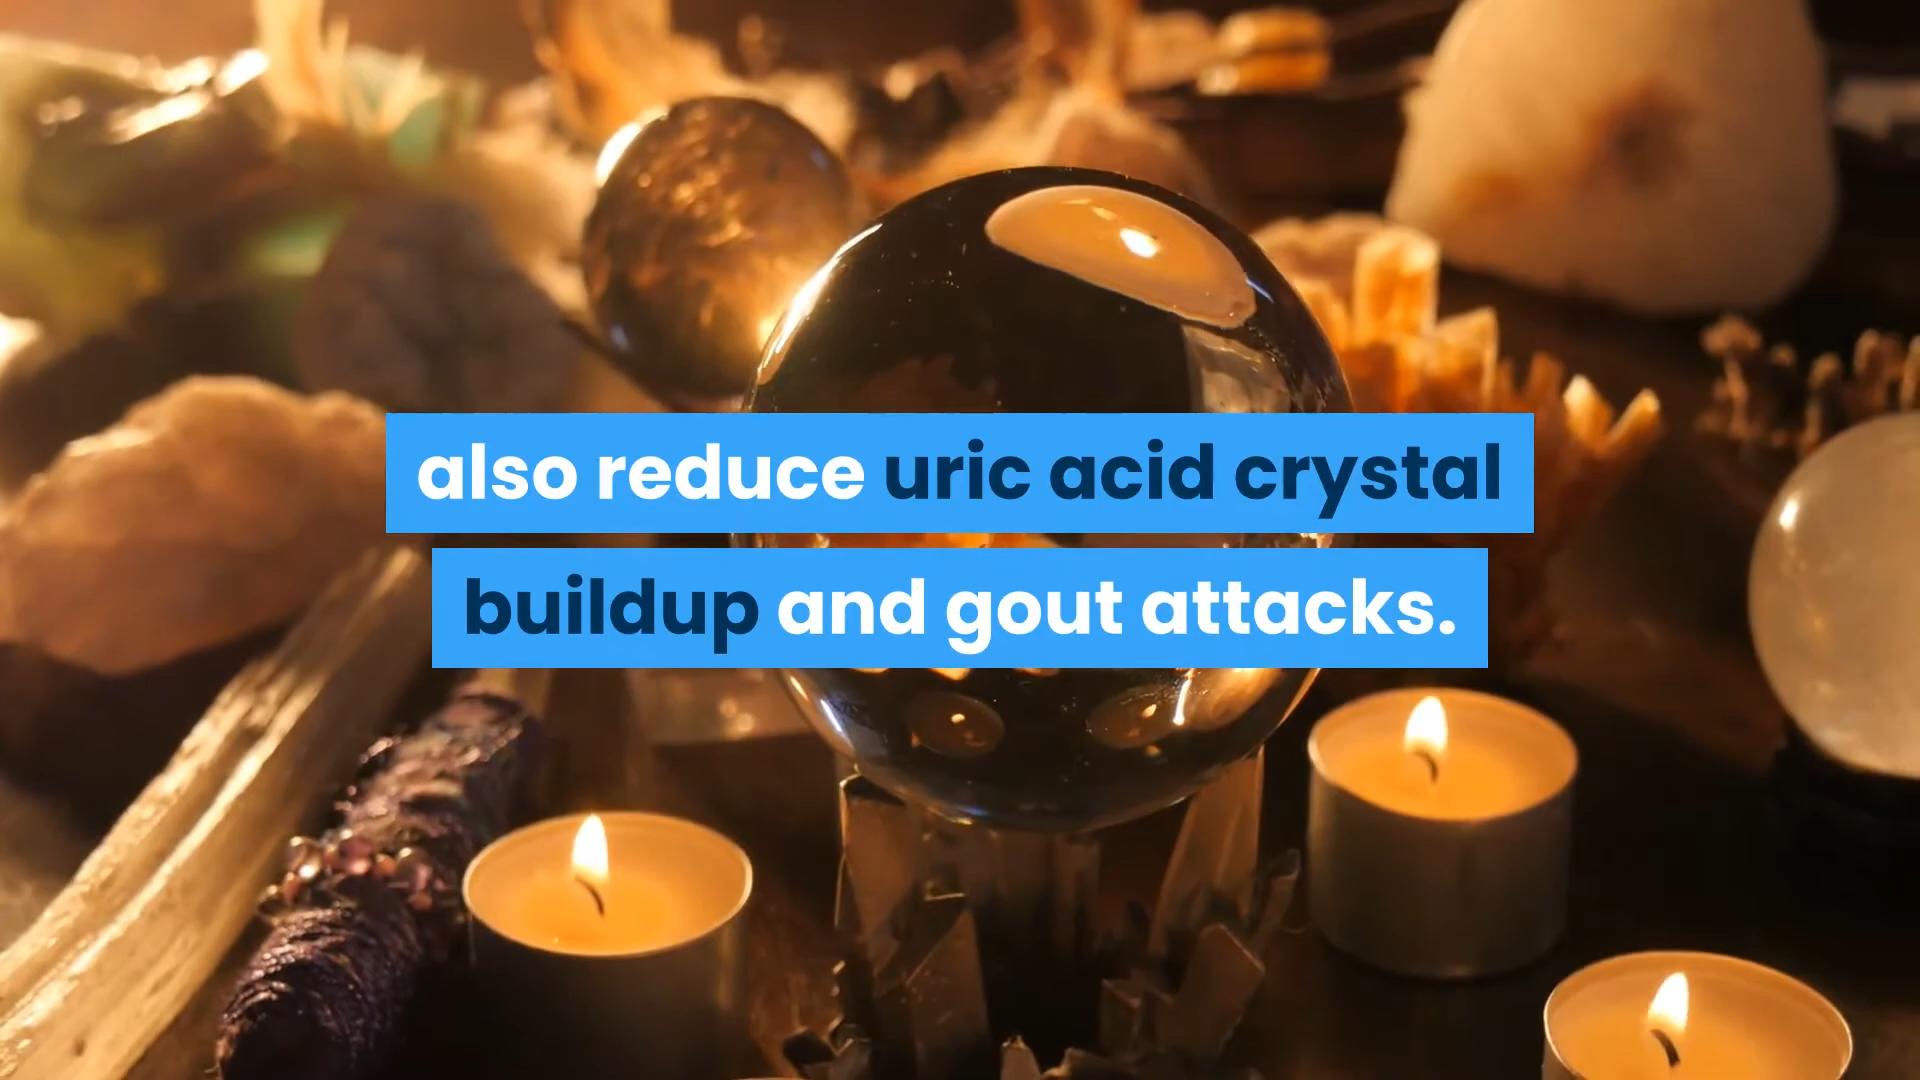 also reduce uric acid crystal
buildup and gout attacks.